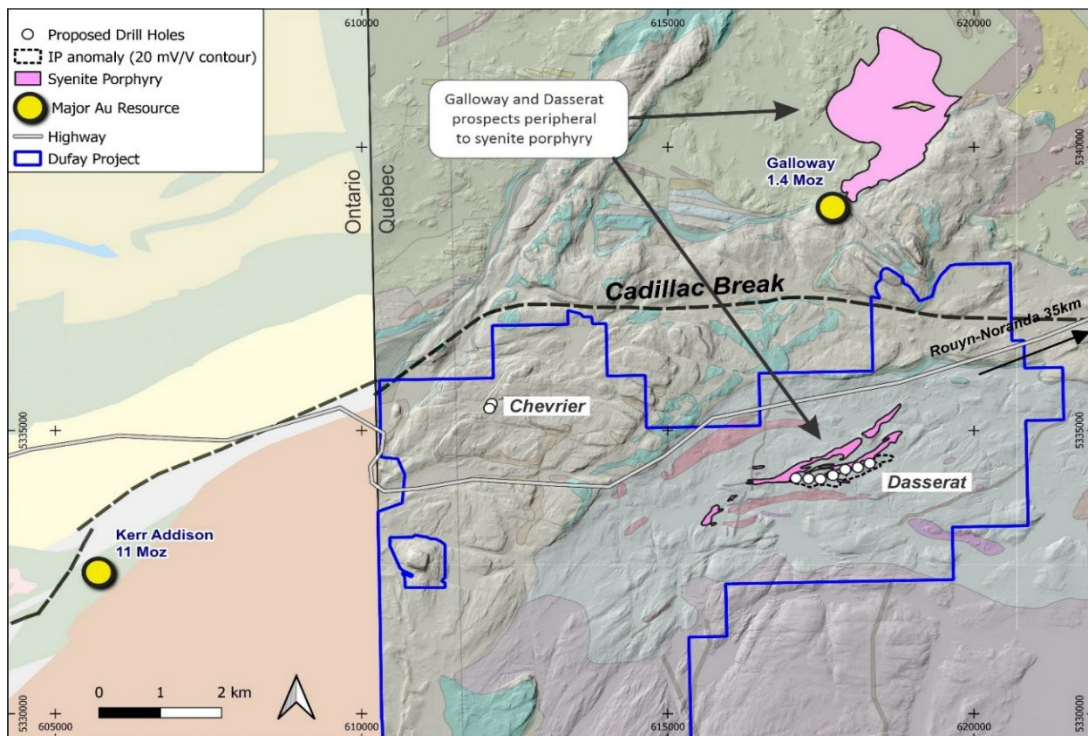 610000
615000
620000
Proposed Drill Holes
IP anomaly (20 mV/V contour)
Syenite Porphyry
Major Au Resource
Highway
Dufay Project
Galloway and Dasserat
prospects peripheral
to syenite porphyry
Ontario
Quebec
Galloway
1.4 Moz
5340000
5340000
Cadillac Break
Rouyn-Noranda 35km
Chevrier
5335000
5335000
Dasserat
Kerr Addison
11 Moz
0 1 2 km
5330000
5330000
605000
610000
615000
620000